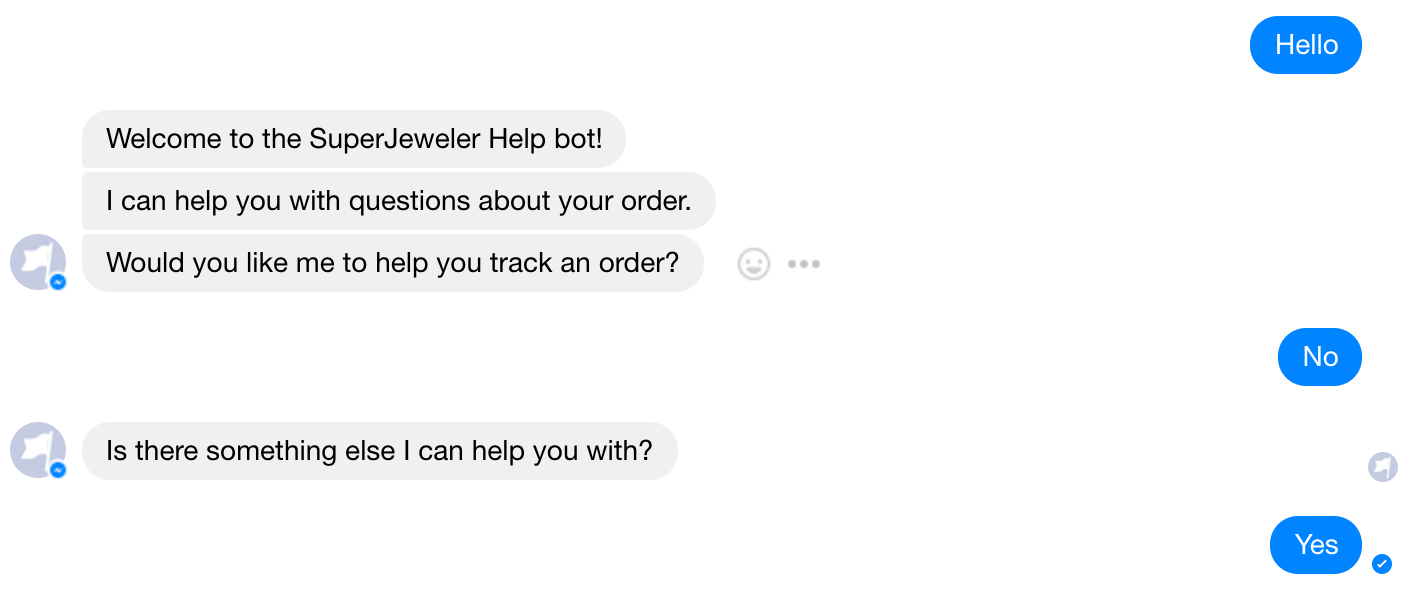 Hello
Welcome to the SuperJeweler Help bot!
I can help you with questions about your order.
Would you like me to help you track an order?
No
Is there something else I can help you with?
Yes